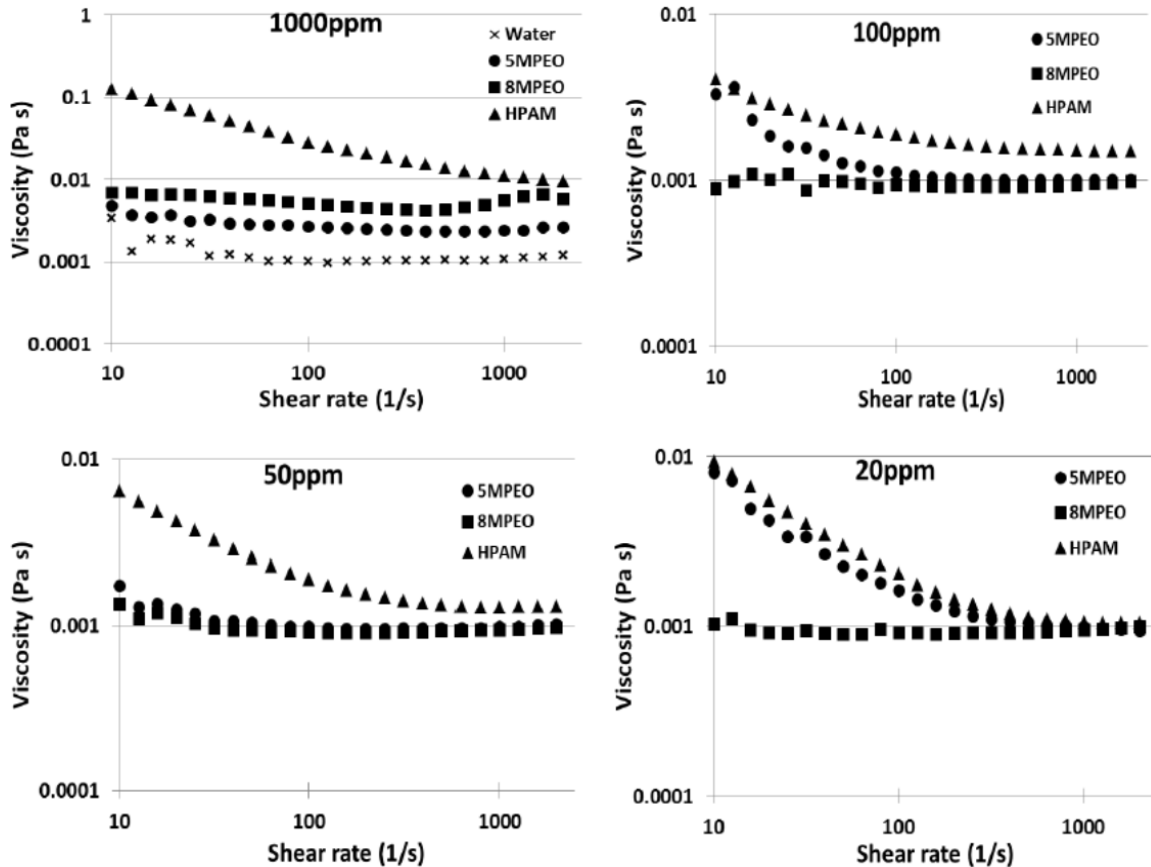 1000ppm
Viscosity (Pa s)
1
0.1
0.01
0.001
0.0001
× Water
● 5MPEO
■ 8MPEO
▲ HPAM
10 100 1000
Shear rate (1/s)
100ppm
Viscosity (Pa s)
0.01
0.001
0.0001
● 5MPEO
■ 8MPEO
▲ HPAM
10 100 1000
Shear rate (1/s)
50ppm
Viscosity (Pa s)
0.01
0.001
0.0001
● 5MPEO
■ 8MPEO
▲ HPAM
10 100 1000
Shear rate (1/s)
20ppm
Viscosity (Pa s)
0.01
0.001
0.0001
● 5MPEO
■ 8MPEO
▲ HPAM
10 100 1000
Shear rate (1/s)